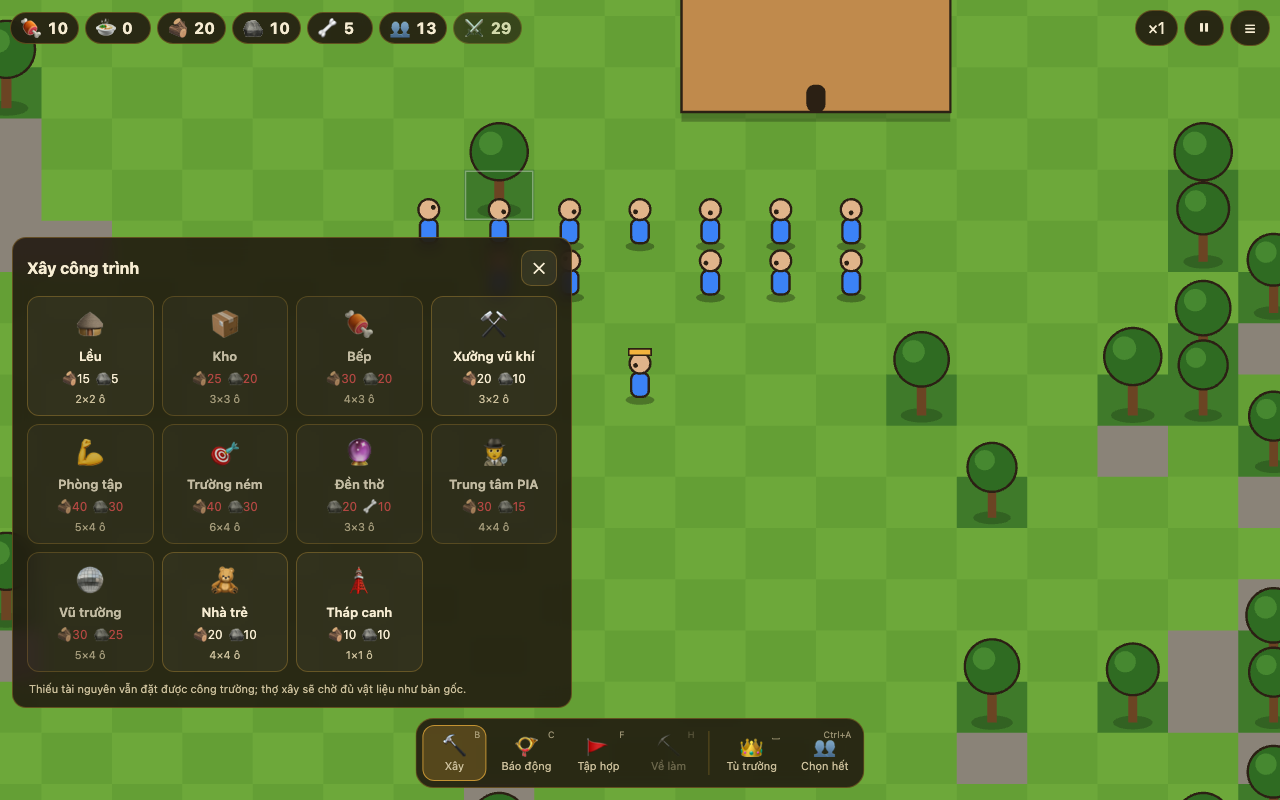 10 0 20 10 5 13 29 ×1
Xây công trình
Lều Kho Bếp Xưởng vũ khí
15 5 25 20 30 20 20 10
2×2 ô 3×3 ô 4×3 ô 3×2 ô
Phòng tập Trường ném Đền thờ Trung tâm PIA
40 30 40 30 20 10 30 15
5×4 ô 6×4 ô 3×3 ô 4×4 ô
Vũ trường Nhà trẻ Tháp canh
30 25 20 10 10 10
5×4 ô 4×4 ô 1×1 ô
Thiếu tài nguyên vẫn đặt được công trường; thợ xây sẽ chờ đủ vật liệu như bản gốc.
B C F H Ctrl+A
Xây Báo động Tập hợp Về làm Tù trưởng Chọn hết